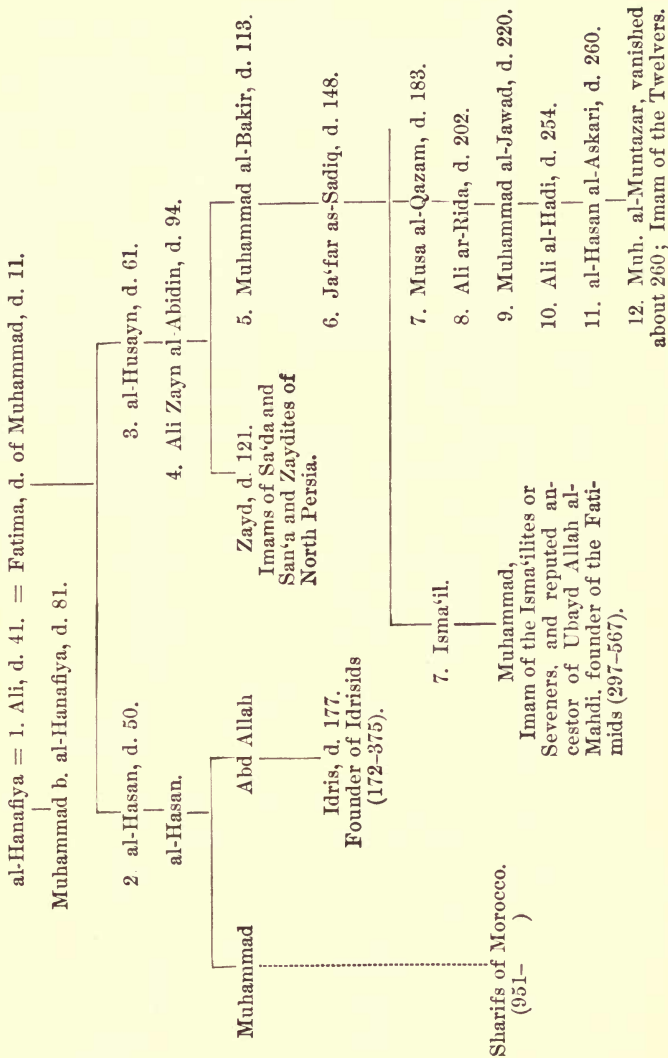 al-Hanafiya = 1. Ali, d. 41. = Fatima, d. of Muhammad, d. 11.
Muhammad b. al-Hanafiya, d. 81.
2. al-Hasan, d. 50.
3. al-Husayn, d. 61.
al-Hasan.
4. Ali Zayn al-Abidin, d. 94.
Muhammad
Abd Allah
Zayd, d. 121.
Imams of Sa‘da and
San‘a and Zaydites of
North Persia.
5. Muhammad al-Bakir, d. 113.
Idris, d. 177.
Founder of Idrisids
(172–375).
6. Ja‘far as-Sadiq, d. 148.
Sharifs of Morocco.
(951– )
7. Isma‘il.
7. Musa al-Qazam, d. 183.
Muhammad,
Imam of the Isma‘ilites or
Seveners, and reputed an-
cestor of Ubayd Allah al-
Mahdi, founder of the Fati-
mids (297–567).
8. Ali ar-Rida, d. 202.
9. Muhammad al-Jawad, d. 220.
10. Ali al-Hadi, d. 254.
11. al-Hasan al-Askari, d. 260.
12. Muh. al-Muntazar, vanished
about 260; Imam of the Twelvers.